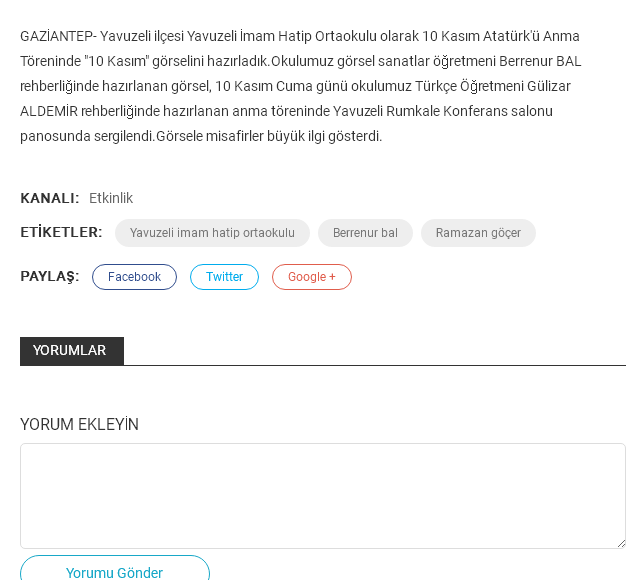 GAZİANTEP- Yavuzeli ilçesi Yavuzeli İmam Hatip Ortaokulu olarak 10 Kasım Atatürk'ü Anma
Töreninde "10 Kasım" görselini hazırladık.Okulumuz görsel sanatlar öğretmeni Berrenur BAL
rehberliğinde hazırlanan görsel, 10 Kasım Cuma günü okulumuz Türkçe Öğretmeni Gülizar
ALDEMİR rehberliğinde hazırlanan anma töreninde Yavuzeli Rumkale Konferans salonu
panosunda sergilendi.Görsele misafirler büyük ilgi gösterdi.
KANALI: Etkinlik
ETİKETLER: Yavuzeli imam hatip ortaokulu Berrenur bal Ramazan göçer
PAYLAŞ: Facebook Twitter Google +
YORUMLAR
YORUM EKLEYİN
Yorumu Gönder